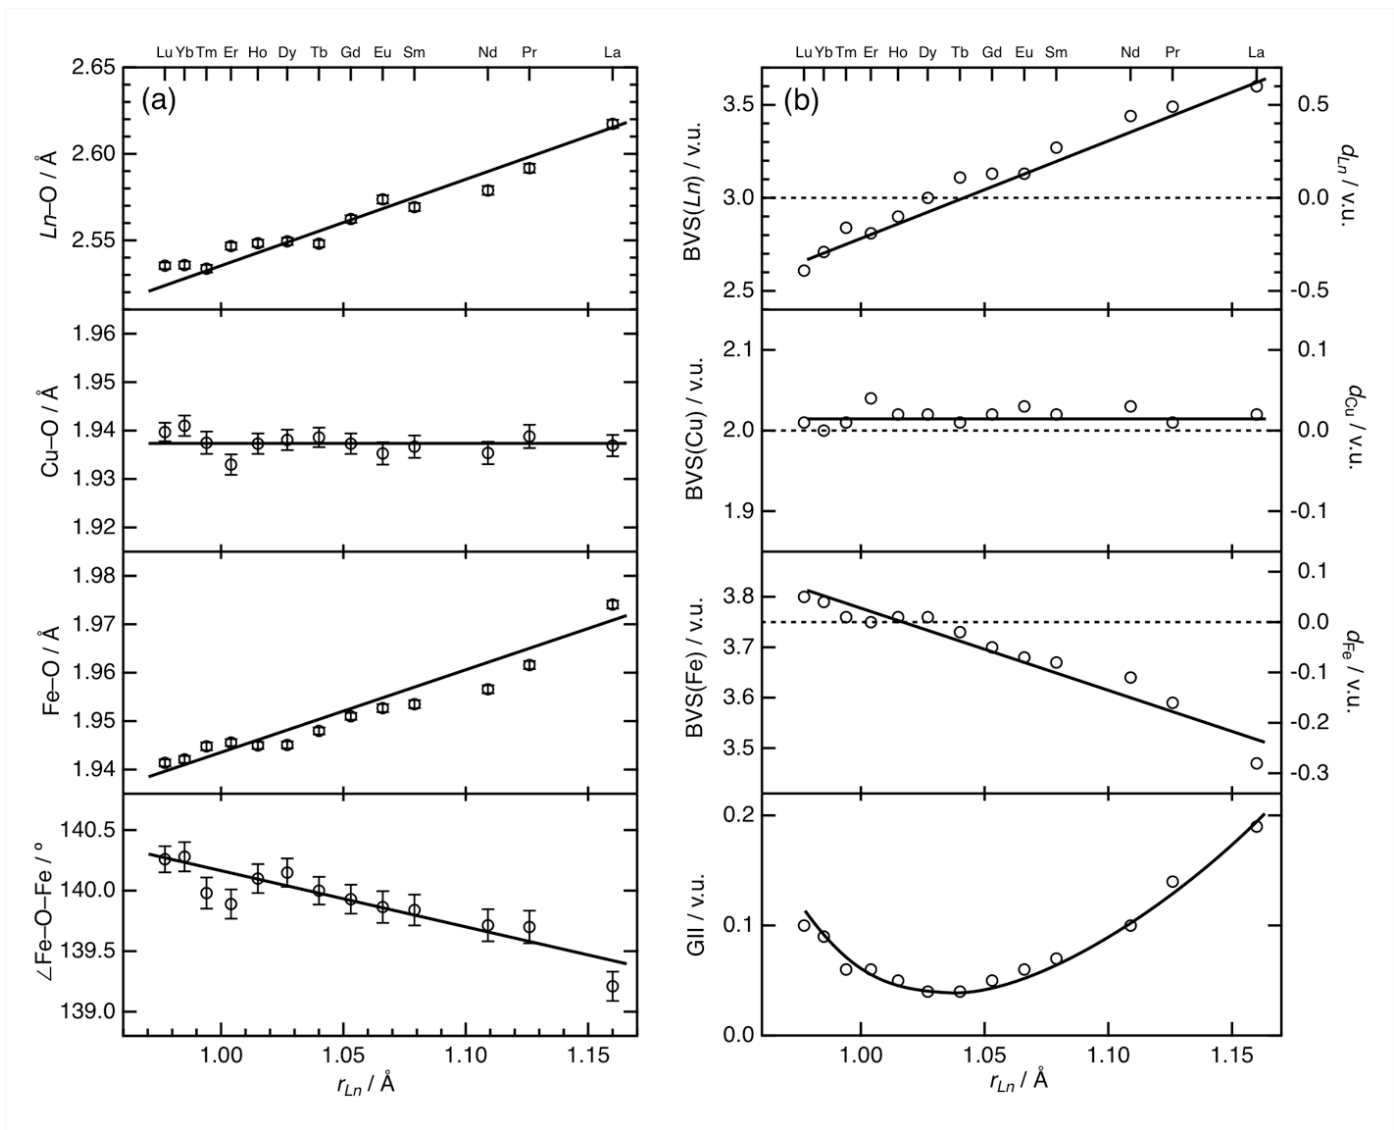 Lu Yb Tm Er Ho Dy Tb Gd Eu Sm Nd Pr La
(a)
2.65
2.60
2.55
Ln–O / Å
1.96
1.95
1.94
1.93
1.92
Cu–O / Å
1.98
1.97
1.96
1.95
1.94
Fe–O / Å
140.5
140.0
139.5
139.0
∠Fe–O–Fe / °
1.00 1.05 1.10 1.15
rLn / Å
Lu Yb Tm Er Ho Dy Tb Gd Eu Sm Nd Pr La
(b)
3.5
3.0
2.5
BVS(Ln) / v.u.
0.5
0.0
-0.5
dLn / v.u.
2.1
2.0
1.9
BVS(Cu) / v.u.
0.1
0.0
-0.1
dCu / v.u.
3.8
3.7
3.6
3.5
BVS(Fe) / v.u.
0.1
0.0
-0.1
-0.2
-0.3
dFe / v.u.
0.2
0.1
0.0
GII / v.u.
1.00 1.05 1.10 1.15
rLn / Å